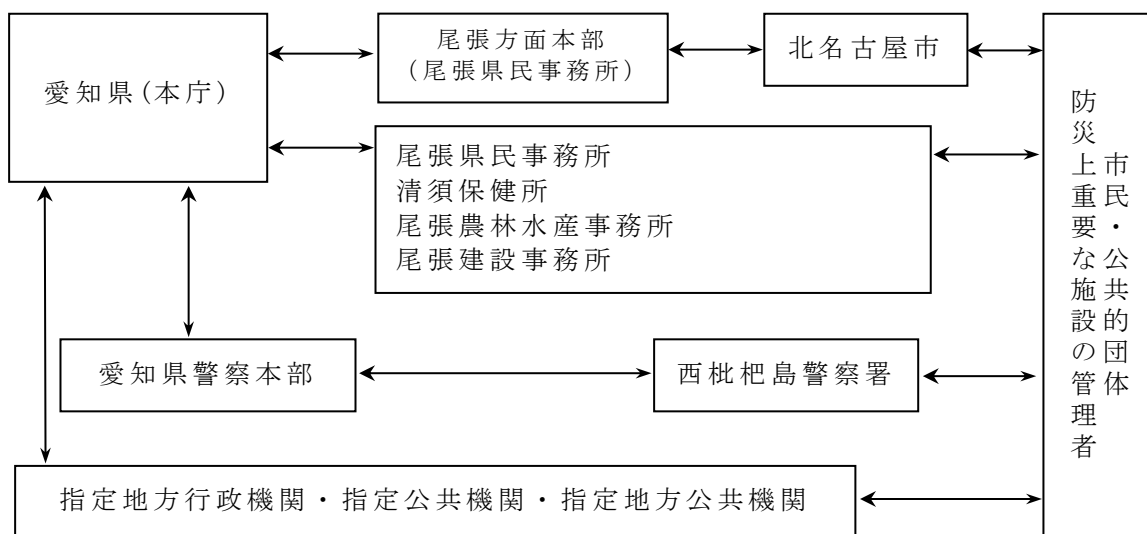 尾張方面本部
（尾張県民事務所）
北名古屋市
愛知県(本庁)
尾張県民事務所
清須保健所
尾張農林水産事務所
尾張建設事務所
市民・公共的団体
防災上重要な施設の管理者
愛知県警察本部
西枇杷島警察署
指定地方行政機関・指定公共機関・指定地方公共機関